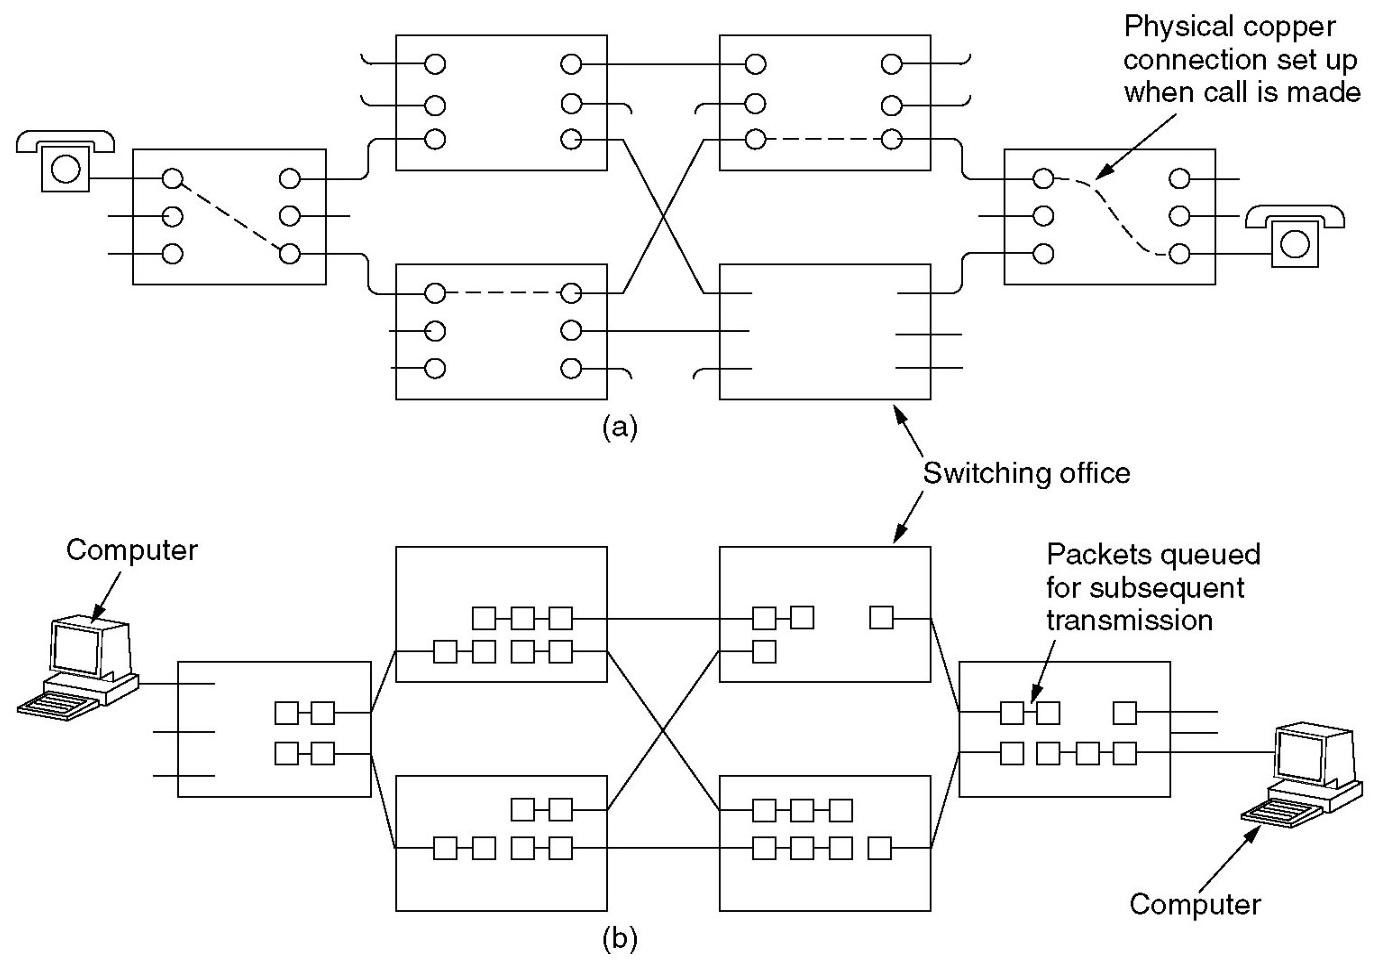 Physical copper
connection set up
when call is made
(a)
Switching office
Computer
Packets queued
for subsequent
transmission
Computer
(b)